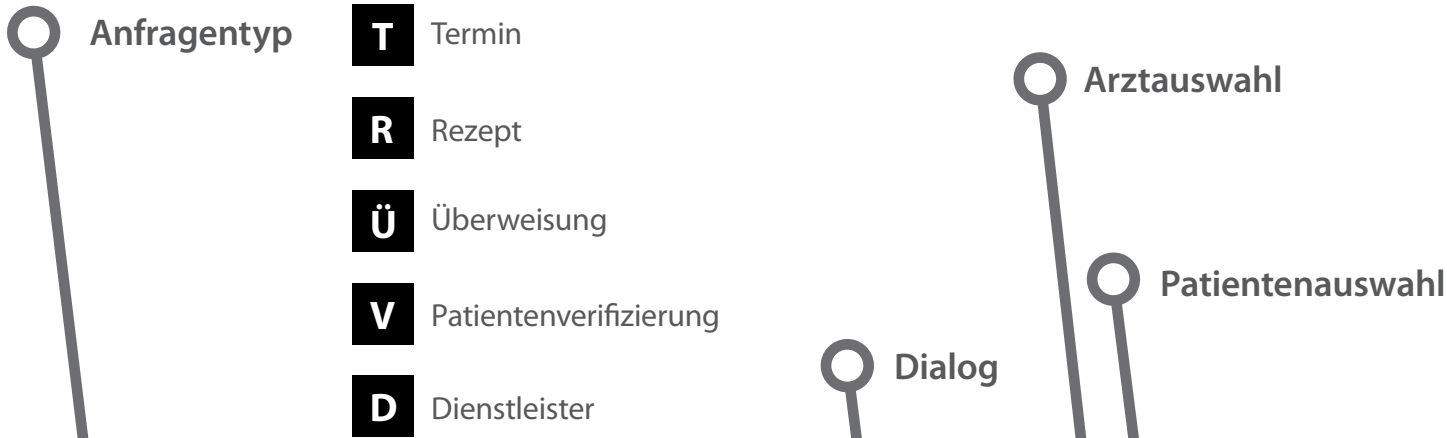 Anfragentyp
T Termin
R Rezept
Ü Überweisung
V Patientenverifizierung
D Dienstleister
Arztauswahl
Patientenauswahl
Dialog